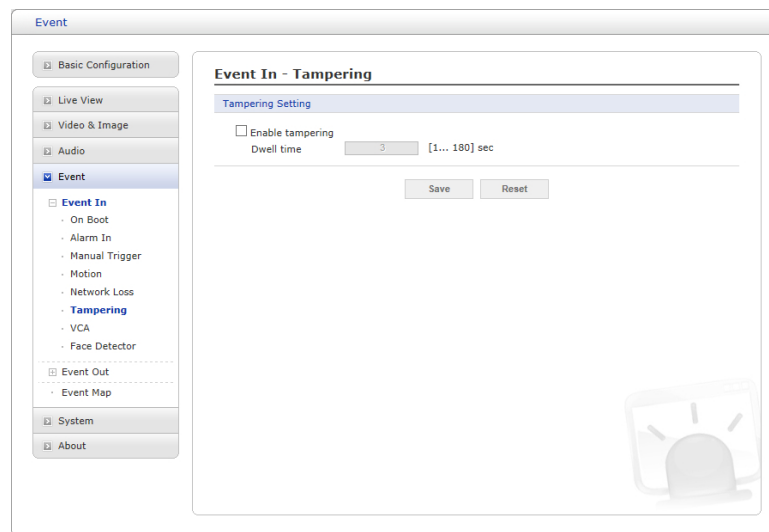 Event
Basic Configuration
Live View
Video & Image
Audio
Event
Event In
On Boot
Alarm In
Manual Trigger
Motion
Network Loss
Tampering
VCA
Face Detector
Event Out
Event Map
System
About
Event In - Tampering
Tampering Setting
Enable tampering
Dwell time 3 [1... 180] sec
Save Reset